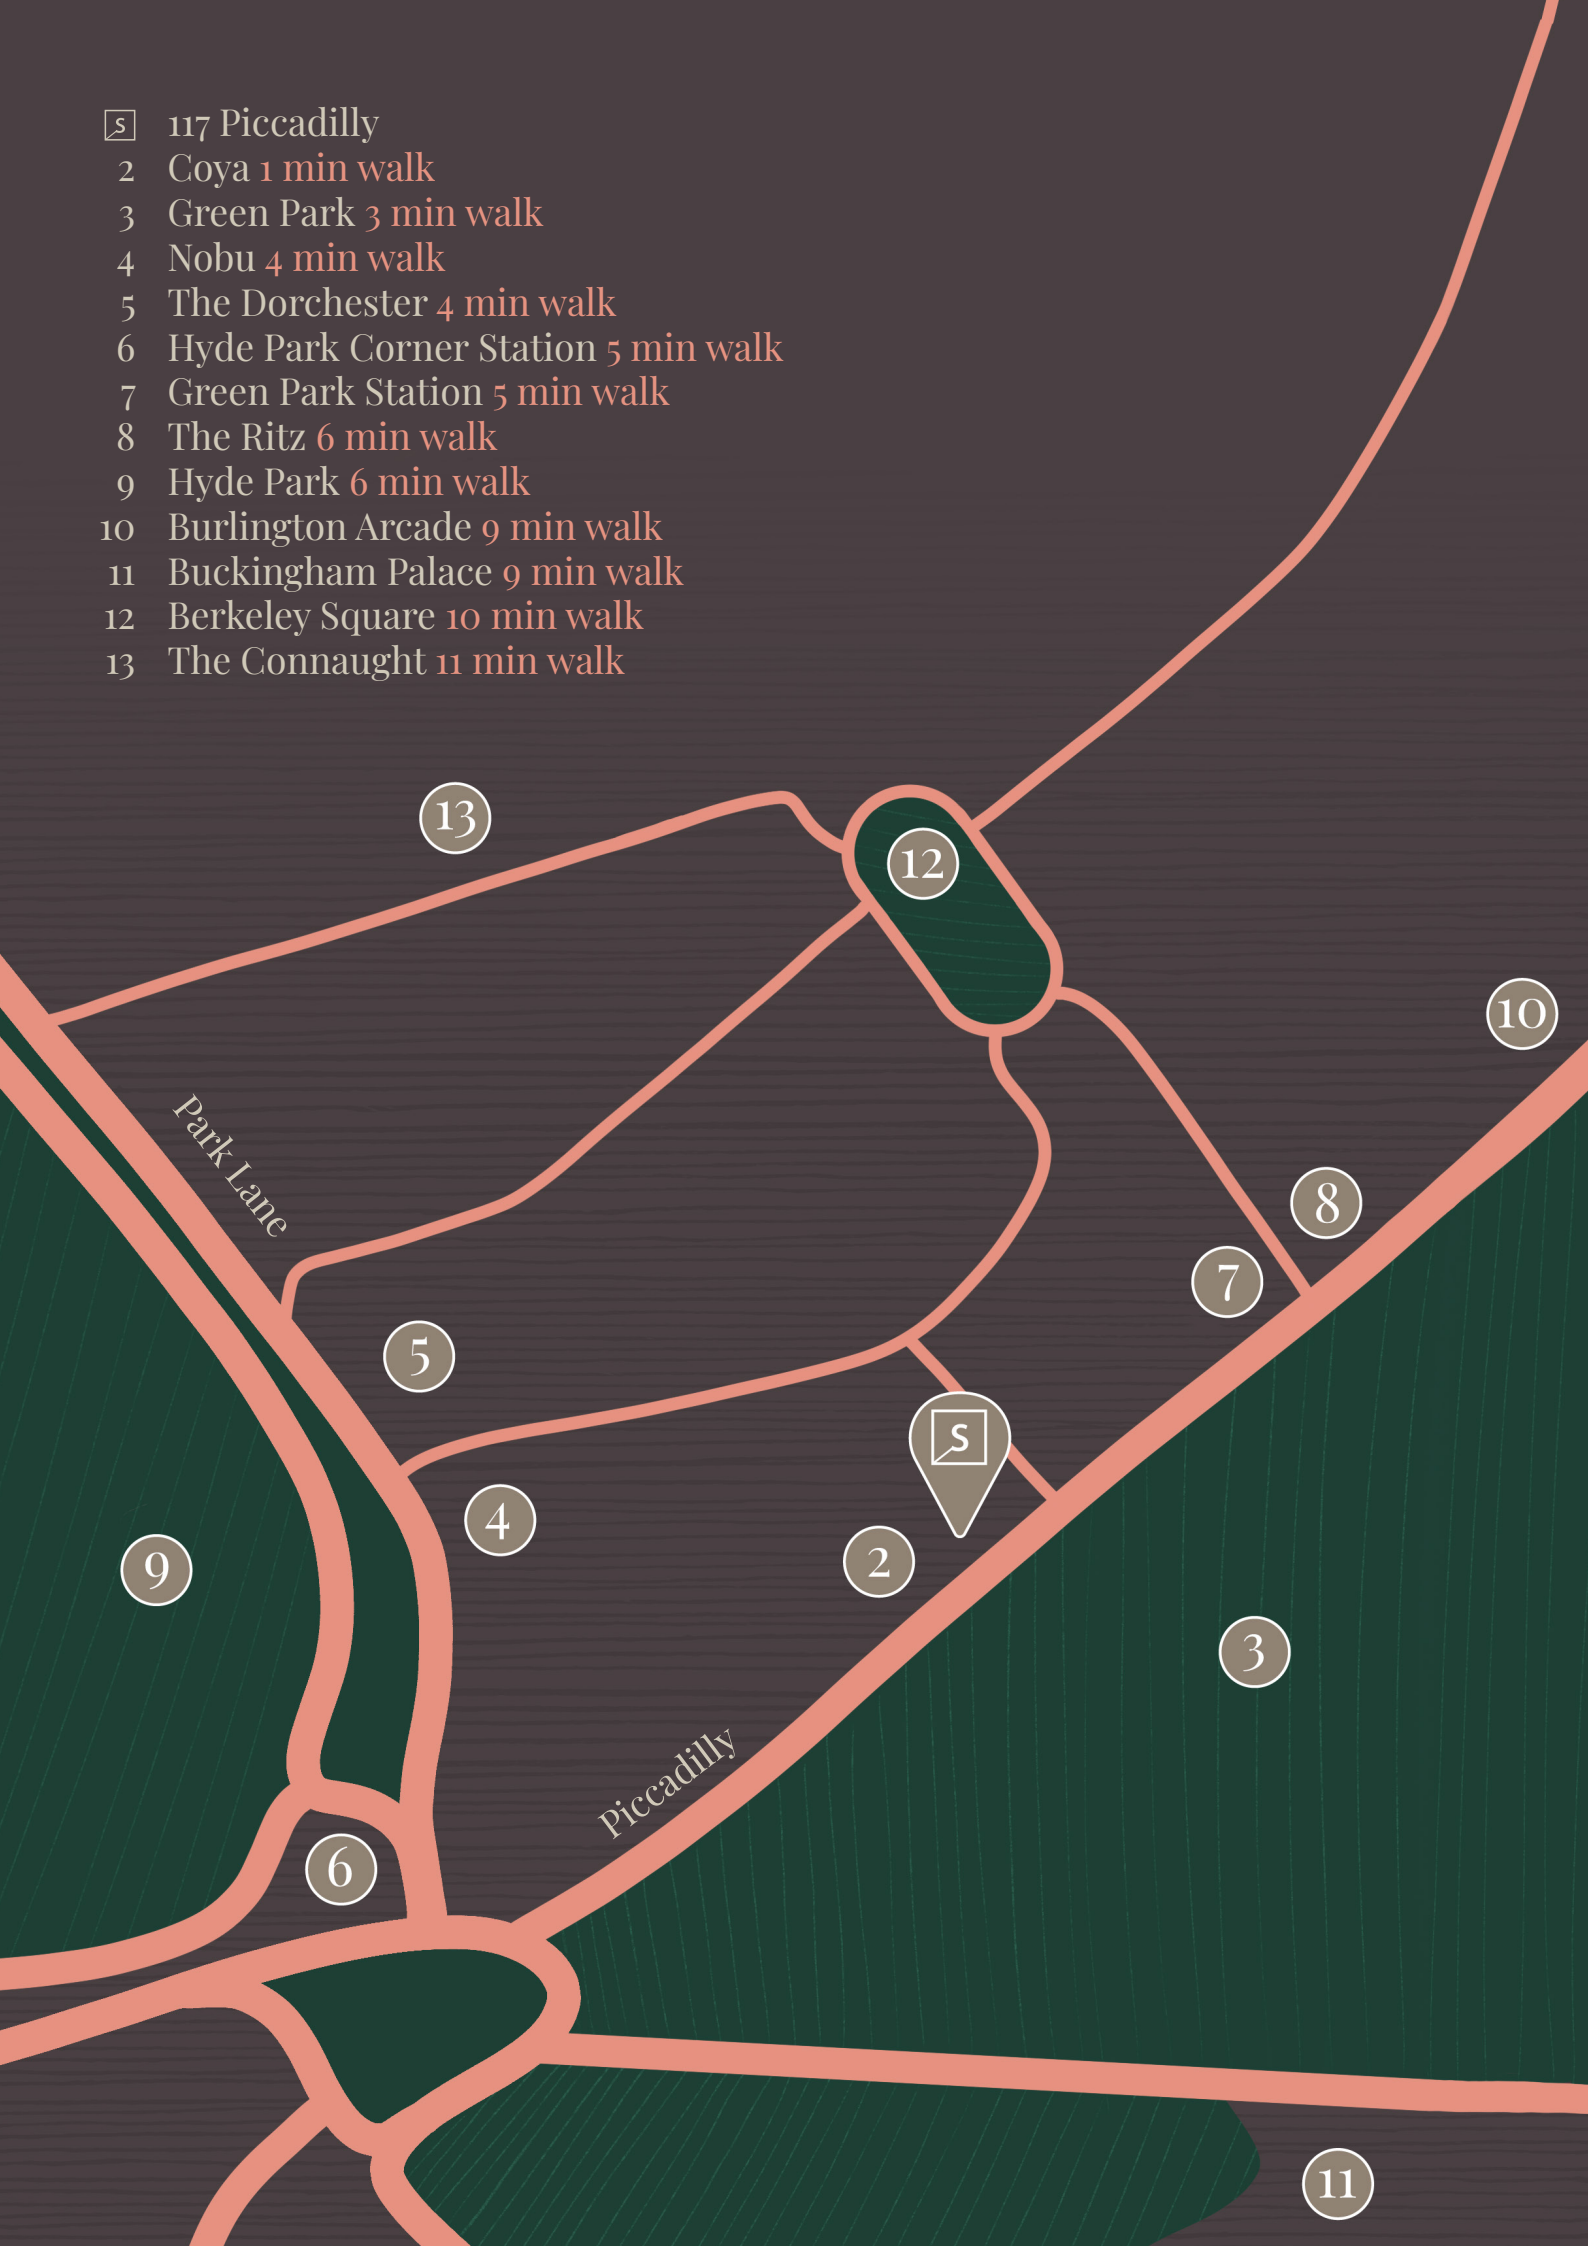 S 117 Piccadilly
2 Coya 1 min walk
3 Green Park 3 min walk
4 Nobu 4 min walk
5 The Dorchester 4 min walk
6 Hyde Park Corner Station 5 min walk
7 Green Park Station 5 min walk
8 The Ritz 6 min walk
9 Hyde Park 6 min walk
10 Burlington Arcade 9 min walk
11 Buckingham Palace 9 min walk
12 Berkeley Square 10 min walk
13 The Connaught 11 min walk
13
12
10
Park Lane
8
7
5
S
4
2
9
3
Piccadilly
6
11